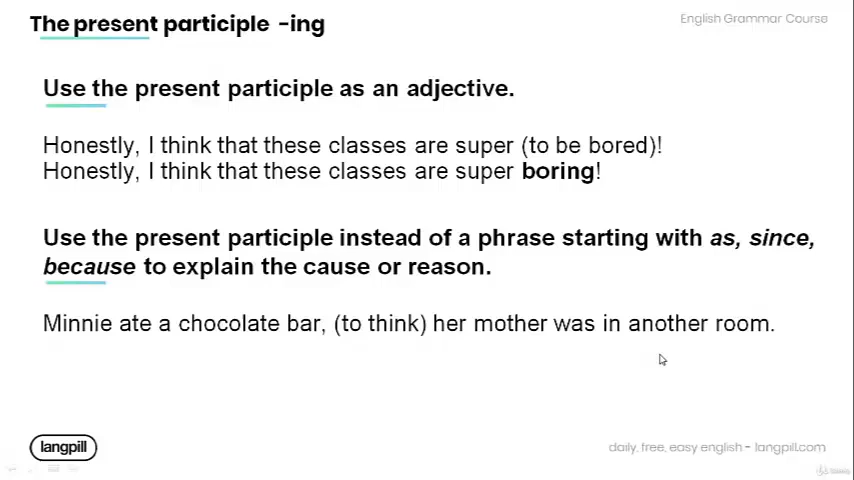 The present participle -ing
English Grammar Course
Use the present participle as an adjective.
Honestly, I think that these classes are super (to be bored)!
Honestly, I think that these classes are super boring!
Use the present participle instead of a phrase starting with as, since,
because to explain the cause or reason.
Minnie ate a chocolate bar, (to think) her mother was in another room.
langpill
daily, free, easy english - langpill.com